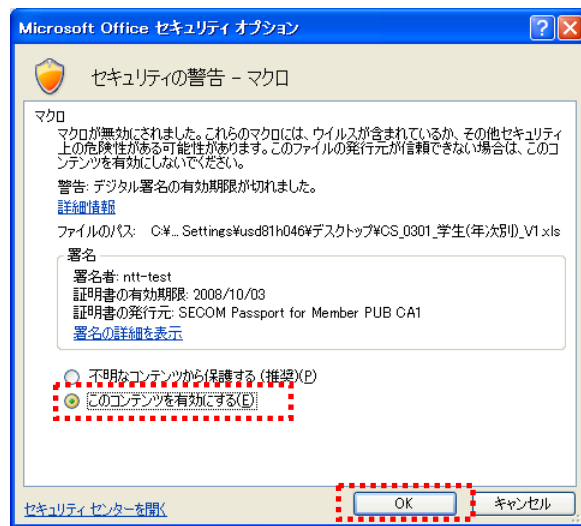 Microsoft Office セキュリティ オプション
セキュリティの警告 - マクロ
マクロ
マクロが無効にされました。これらのマクロには、ウイルスが含まれているか、その他セキュリティ
上の危険性がある可能性があります。このファイルの発行元が信頼できない場合は、このコ
ンテンツを有効にしないでください。
警告: デジタル署名の有効期限が切れました。
詳細情報
ファイルのパス: C:¥... Settings¥usd81h046¥デスクトップ¥CS_0301_学生(年次別)_V1.xls
署名
署名者: ntt-test
証明書の有効期限: 2008/10/03
証明書の発行元: SECOM Passport for Member PUB CA1
署名の詳細を表示
不明なコンテンツから保護する (推奨)(P)
このコンテンツを有効にする(E)
セキュリティ センターを開く
OK
キャンセル